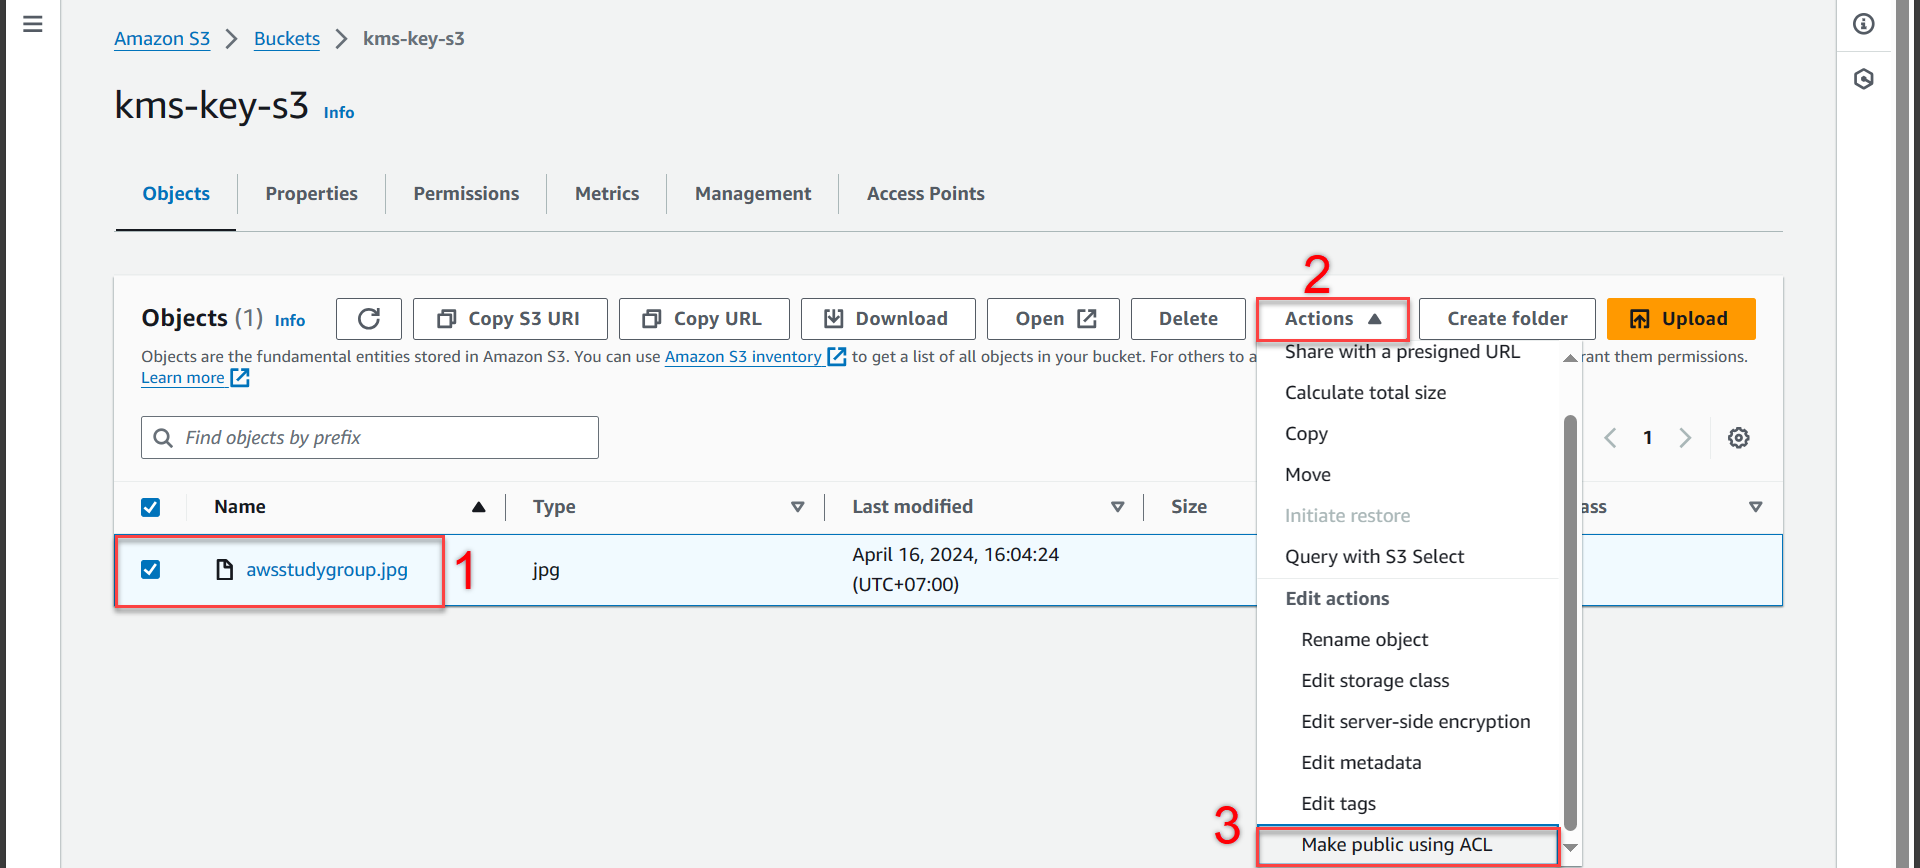 Amazon S3 > Buckets > kms-key-s3
kms-key-s3 Info
Objects Properties Permissions Metrics Management Access Points
2
Objects (1) Info Copy S3 URI Copy URL Download Open Delete Actions Create folder Upload
Objects are the fundamental entities stored in Amazon S3. You can use Amazon S3 inventory to get a list of all objects in your bucket. For others to a rant them permissions.
Learn more
Share with a presigned URL
Calculate total size
Copy
Find objects by prefix 1
Move
Name Type Last modified Size ass
Initiate restore
Query with S3 Select
awsstudygroup.jpg 1 jpg April 16, 2024, 16:04:24
(UTC+07:00)
Edit actions
Rename object
Edit storage class
Edit server-side encryption
Edit metadata
Edit tags
3
Make public using ACL